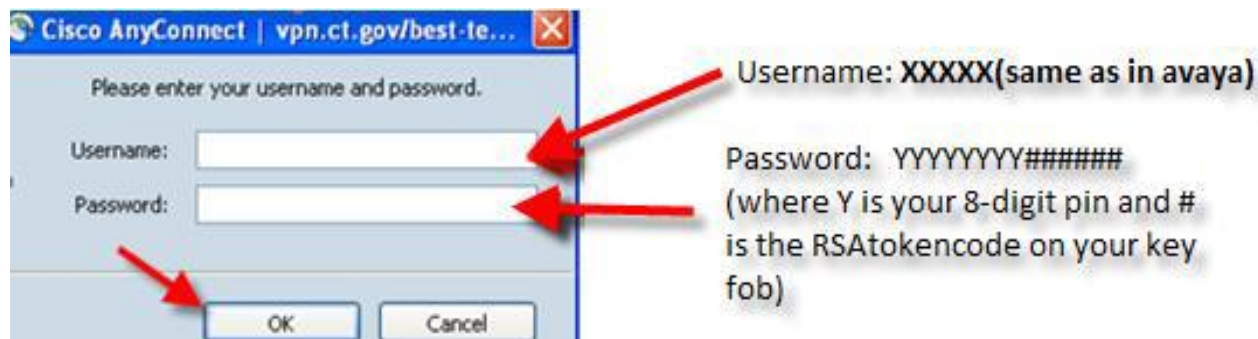 Cisco AnyConnect | vpn.ct.gov/best-te...
Please enter your username and password.
Username:
Password:
OK
Cancel
Username: XXXXX(same as in avaya)
Password: YYYYYYYY######
(where Y is your 8-digit pin and #
is the RSAtokencode on your key
fob)